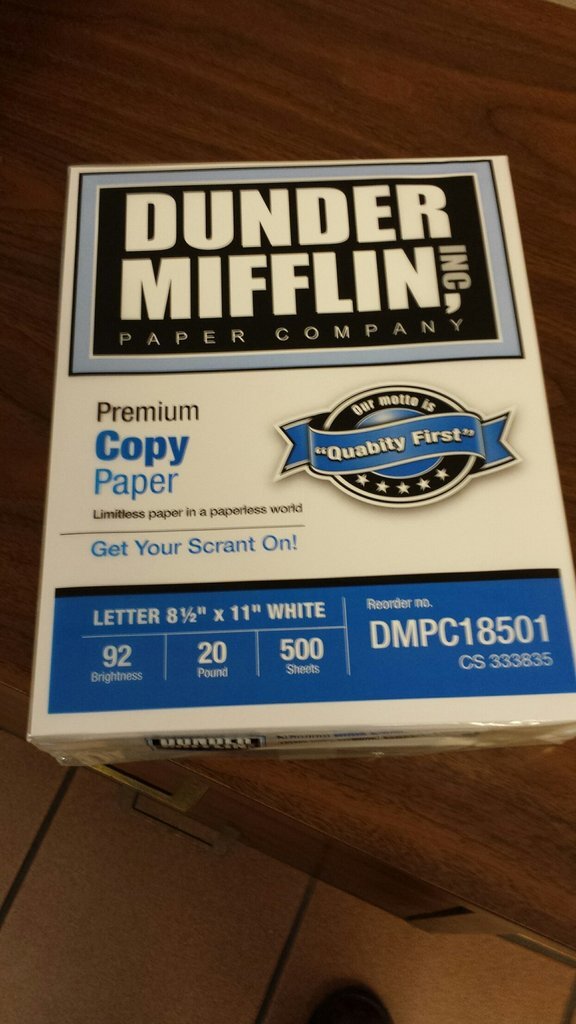 DUNDER
MIFFLIN, INC
PAPER COMPANY
Premium
Copy
Paper
Limitless paper in a paperless world
Get Your Scrant On!
Our motto is
"Quabity First"
LETTER 8½" x 11" WHITE
92
Brightness
20
Pound
500
Sheets
Reorder no.
DMPC18501
CS 333835
DUNDER